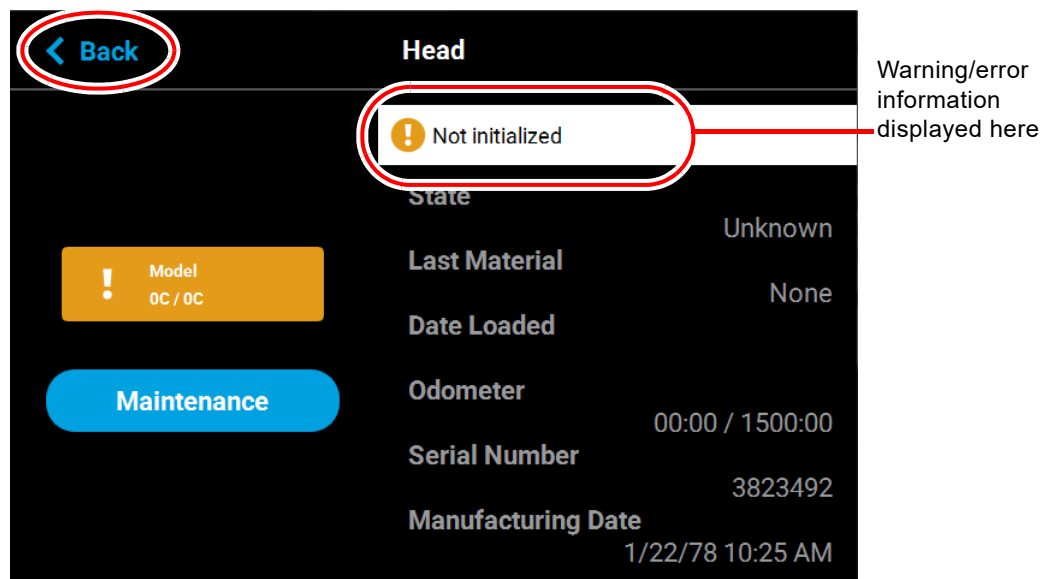 Back
Head
Warning/error
information
displayed here
! Not initialized
State
Unknown
Last Material
None
Date Loaded
Odometer
00:00 / 1500:00
Serial Number
3823492
Manufacturing Date
1/22/78 10:25 AM
! Model
0C / 0C
Maintenance